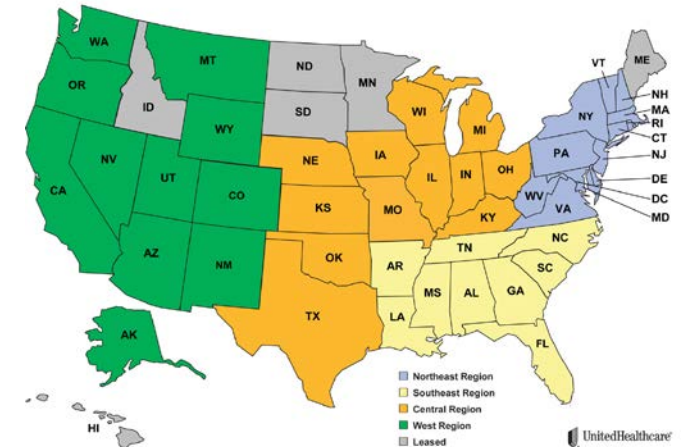 WA
MT
ND
MN
ME
VT
NH
MA
RI
CT
NJ
DE
DC
MD
OR
ID
SD
WY
WI
MI
NY
PA
NV
UT
CO
NE
IA
IL
IN
OH
WV
VA
CA
KS
MO
KY
AZ
NM
OK
AR
TN
NC
SC
TX
LA
MS
AL
GA
FL
AK
HI
Northeast Region
Southeast Region
Central Region
West Region
Leased
UnitedHealthcare®